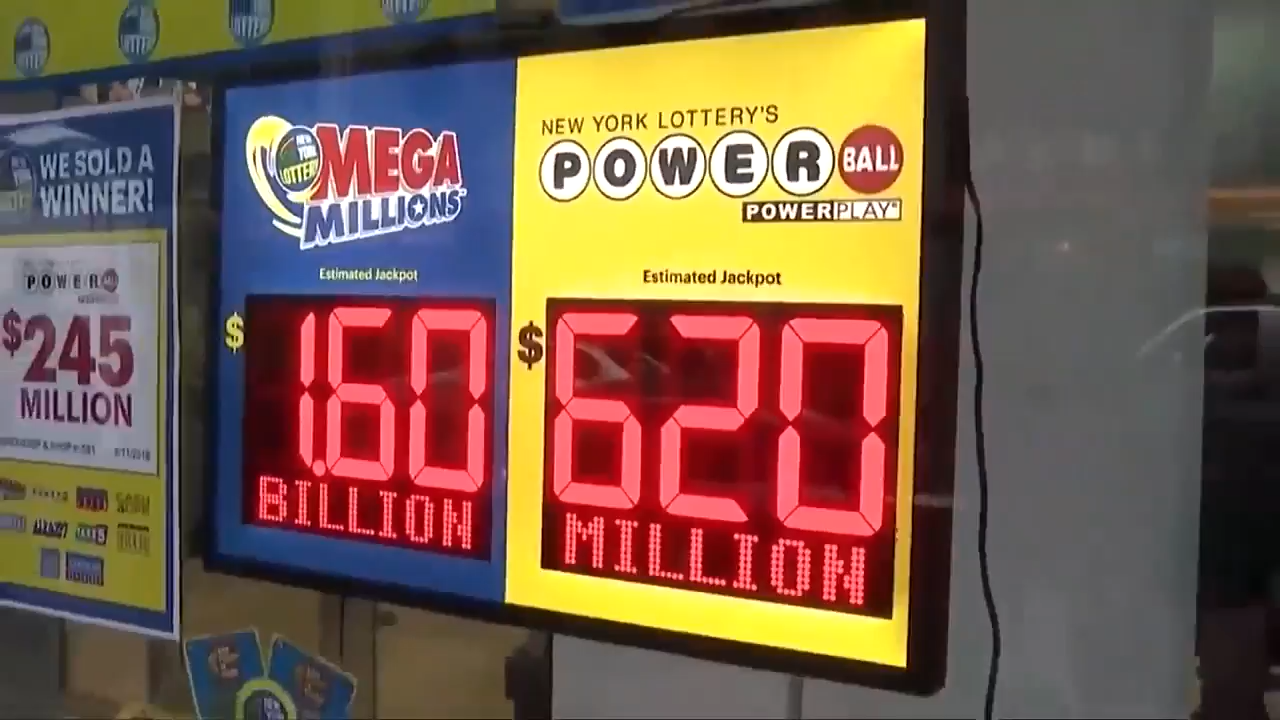 WE SOLD A
WINNER!
POWER
$245
MILLION
NEW
YORK
LOTTERY
MEGA
MILLIONS
Estimated Jackpot
$1.60
BILLION
NEW YORK LOTTERY'S
POWER BALL
POWERPLAY®
Estimated Jackpot
$620
MILLION